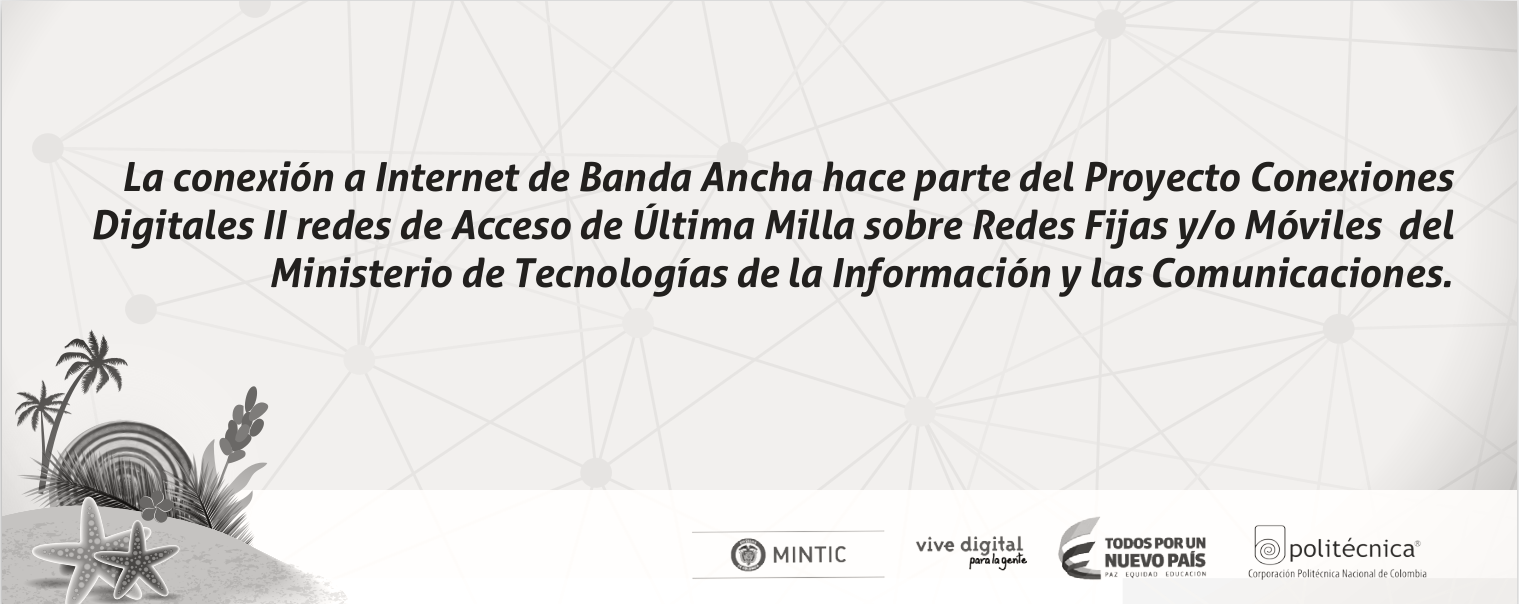 La conexión a Internet de Banda Ancha hace parte del Proyecto Conexiones
Digitales II redes de Acceso de Última Milla sobre Redes Fijas y/o Móviles del
Ministerio de Tecnologías de la Información y las Comunicaciones.
MINTIC
vive digital
para la gente
TODOS POR UN
NUEVO PAÍS
PAZ EQUIDAD EDUCACIÓN
politécnica®
Corporación Politécnica Nacional de Colombia